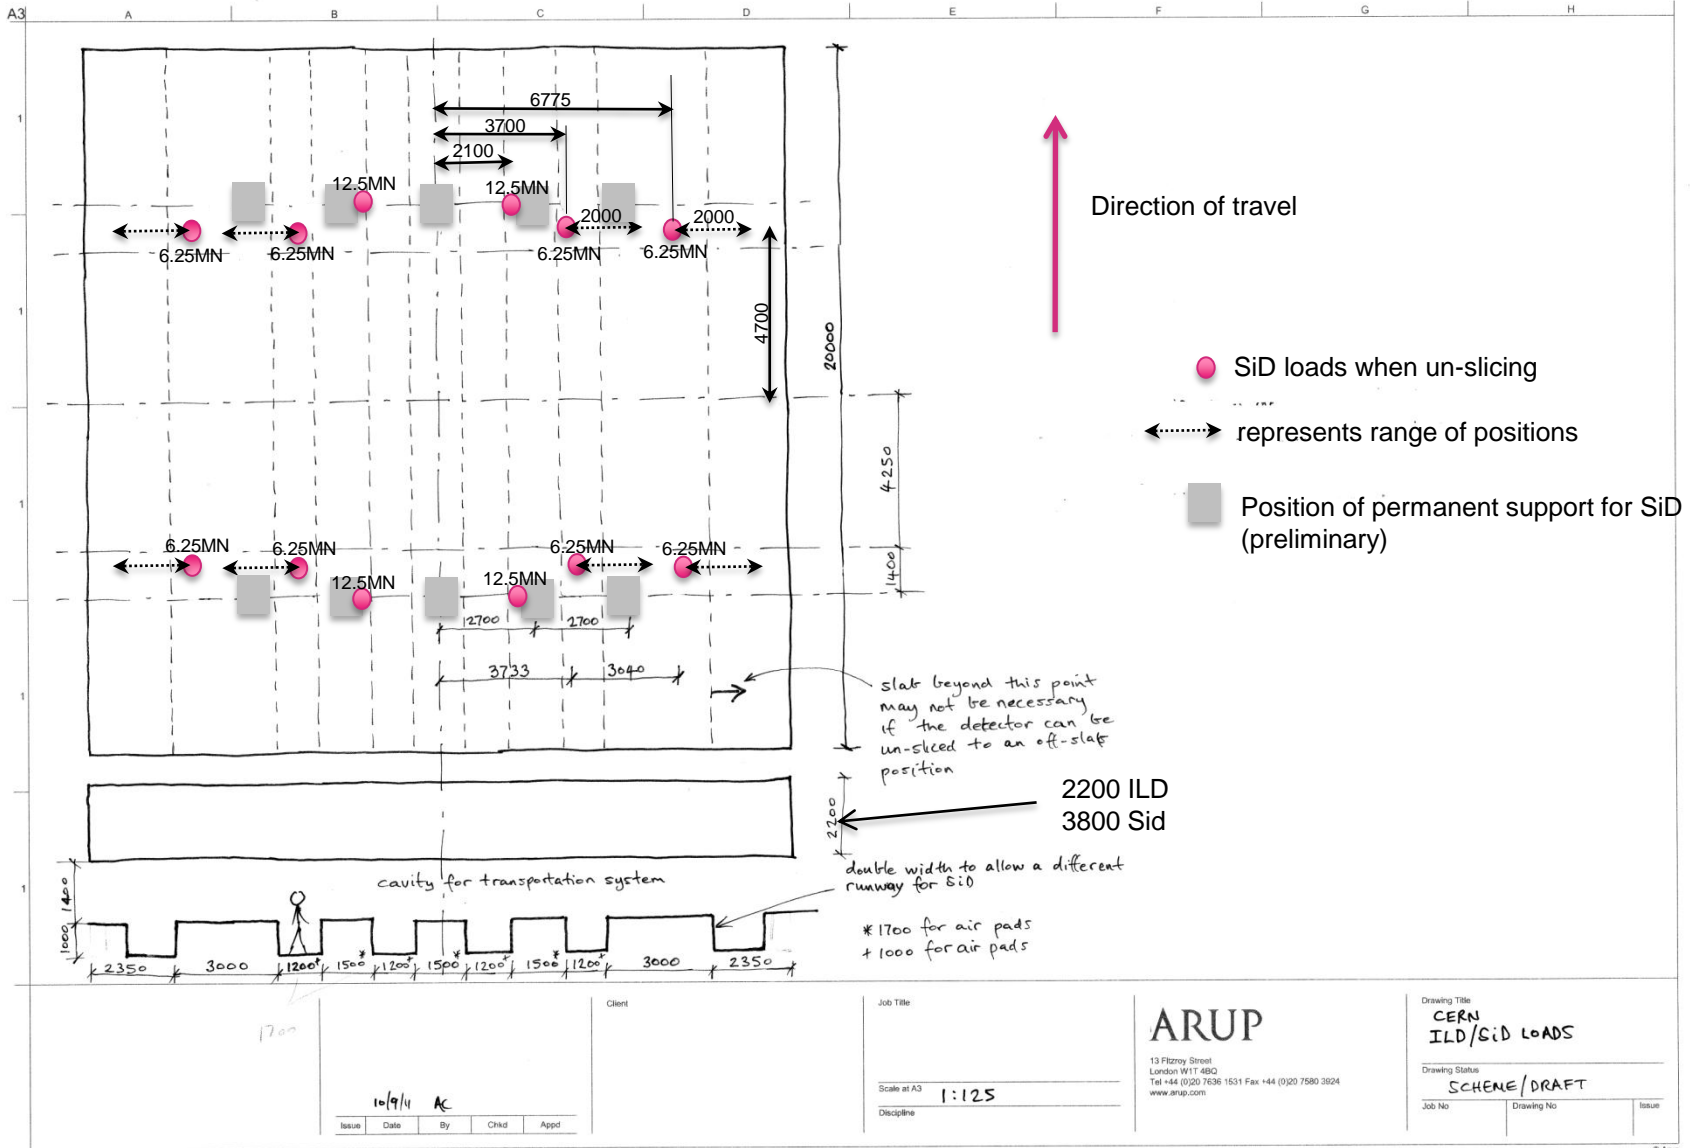 A3
A
B
C
D
E
F
G
H
1
1
1
1
1
6775
3700
2100
12.5MN
12.5MN
2000
2000
6.25MN
6.25MN
6.25MN
6.25MN
4700
20000
Direction of travel
SiD loads when un-slicing
represents range of positions
Position of permanent support for SiD
(preliminary)
4250
1400
6.25MN
6.25MN
6.25MN
6.25MN
12.5MN
12.5MN
2700
2700
3733
3040
slab beyond this point
may not be necessary
if the detector can be
un-sliced to an off-slab
position
2200
2200 ILD
3800 Sid
double width to allow a different
runway for SiD
cavity for transportation system
1400
1000
* 1700 for air pads
+ 1000 for air pads
2350
3000
1200+
1500*
1200+
1500*
1200+
1500*
1200+
3000
2350
1700
Client
Job Title
Scale at A3
1:125
Discipline
ARUP
13 Fitzroy Street
London W1T 4BQ
Tel +44 (0)20 7636 1531 Fax +44 (0)20 7580 3924
www.arup.com
Drawing Title
CERN
ILD/SiD LOADS
Drawing Status
SCHEME/DRAFT
Job No
Drawing No
Issue
10/9/11 AC
Issue
Date
By
Chkd
Appd